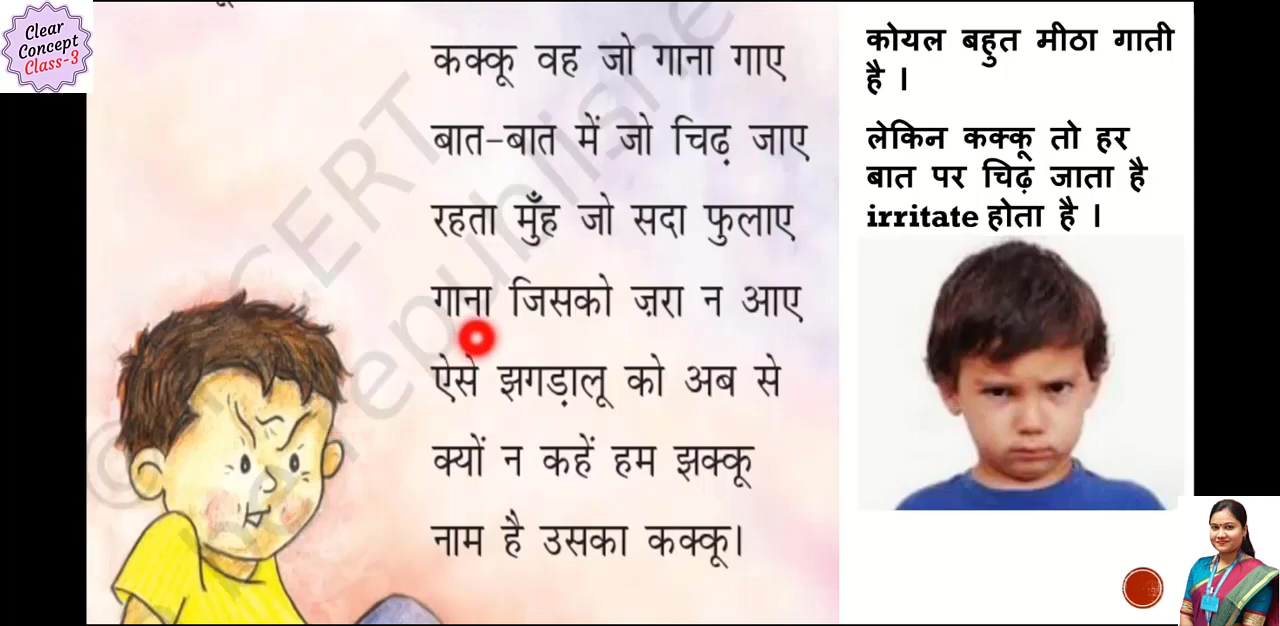 Clear
Concept
Class-3
कक्कू वह जो गाना गाए
बात-बात में जो चिढ़ जाए
रहता मुँह जो सदा फुलाए
गाना जिसको ज़रा न आए
ऐसे झगड़ालू को अब से
क्यों न कहें हम झक्कू
नाम है उसका कक्कू।
कोयल बहुत मीठा गाती
है ।
लेकिन कक्कू तो हर
बात पर चिढ़ जाता है
irritate होता है ।